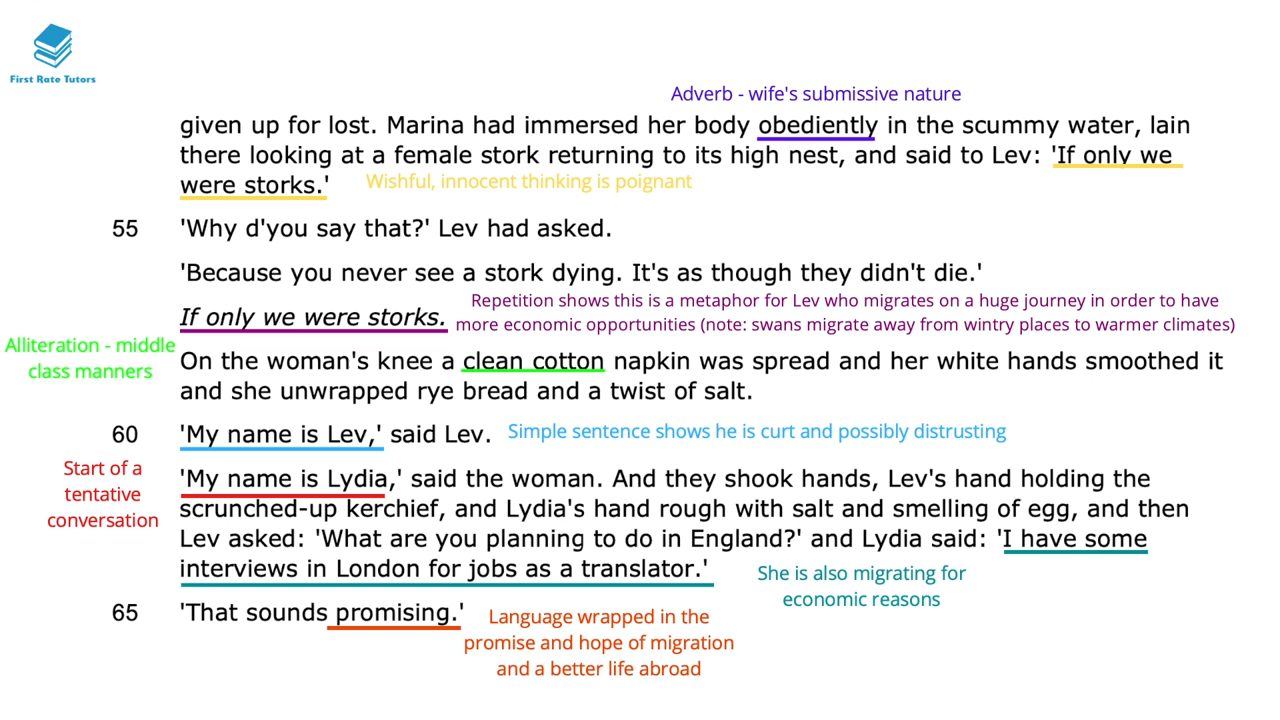 First Rate Tutors
Adverb - wife's submissive nature
given up for lost. Marina had immersed her body obediently in the scummy water, lain
there looking at a female stork returning to its high nest, and said to Lev: 'If only we
were storks.'
Wishful, innocent thinking is poignant
55 'Why d'you say that?' Lev had asked.
'Because you never see a stork dying. It's as though they didn't die.'
If only we were storks.
Repetition shows this is a metaphor for Lev who migrates on a huge journey in order to have
more economic opportunities (note: swans migrate away from wintry places to warmer climates)
Alliteration - middle
class manners
On the woman's knee a clean cotton napkin was spread and her white hands smoothed it
and she unwrapped rye bread and a twist of salt.
60 'My name is Lev,' said Lev.
Simple sentence shows he is curt and possibly distrusting
Start of a
tentative
conversation
'My name is Lydia,' said the woman. And they shook hands, Lev's hand holding the
scrunched-up kerchief, and Lydia's hand rough with salt and smelling of egg, and then
Lev asked: 'What are you planning to do in England?' and Lydia said: 'I have some
interviews in London for jobs as a translator.'
She is also migrating for
economic reasons
65 'That sounds promising.'
Language wrapped in the
promise and hope of migration
and a better life abroad